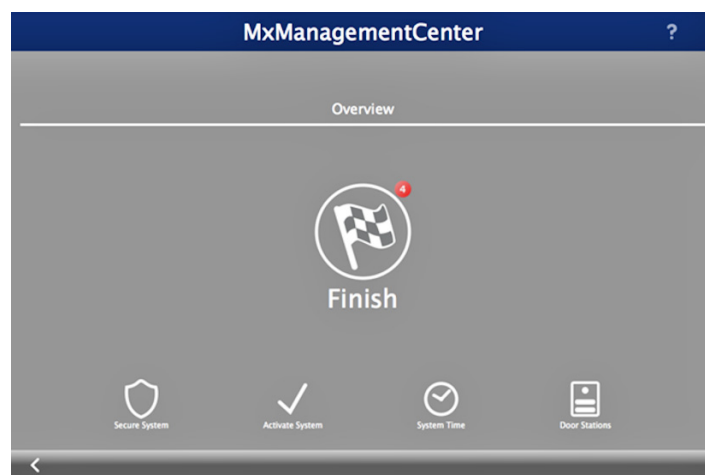 MxManagementCenter
?
Overview
4
Finish
Secure System
Activate System
System Time
Door Stations